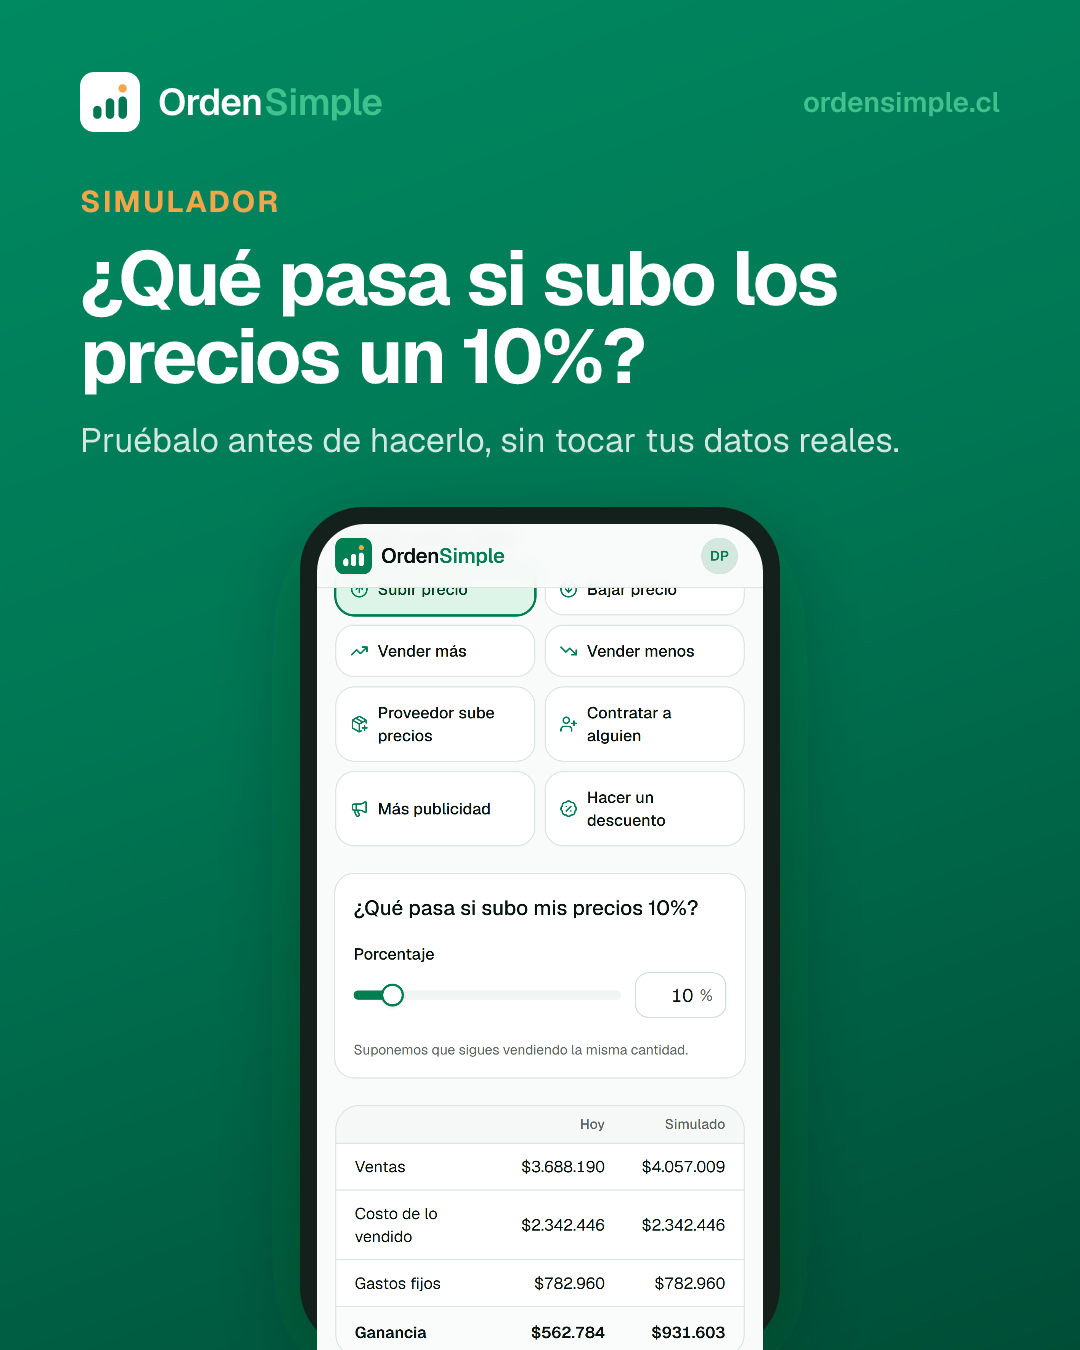 OrdenSimple
ordensimple.cl
SIMULADOR
¿Qué pasa si subo los
precios un 10%?
Pruébalo antes de hacerlo, sin tocar tus datos reales.
OrdenSimple
DP
Subir precio
Bajar precio
Vender más
Vender menos
Proveedor sube
precios
Contratar a
alguien
Más publicidad
Hacer un
descuento
¿Qué pasa si subo mis precios 10%?
Porcentaje
10 %
Suponemos que sigues vendiendo la misma cantidad.
Hoy Simulado
Ventas $3.688.190 $4.057.009
Costo de lo
vendido $2.342.446 $2.342.446
Gastos fijos $782.960 $782.960
Ganancia $562.784 $931.603